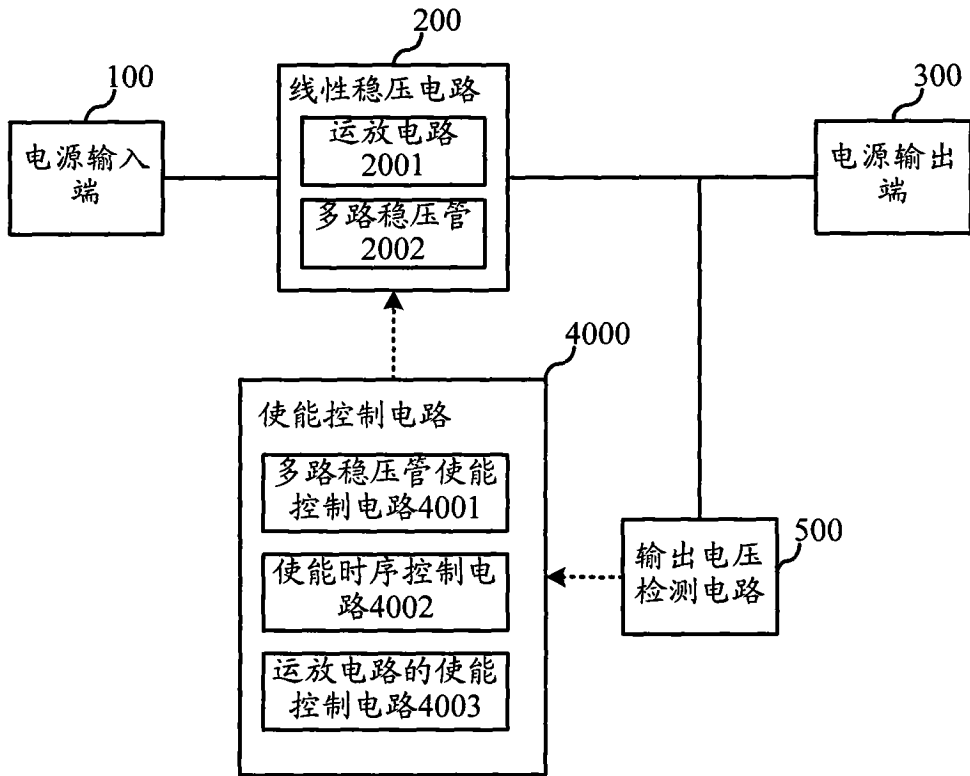 200
线性稳压电路
运放电路
2001
多路稳压管
2002
100
电源输入
端
300
电源输出
端
4000
使能控制电路
多路稳压管使能
控制电路4001
使能时序控制电
路4002
运放电路的使能
控制电路4003
500
输出电压
检测电路